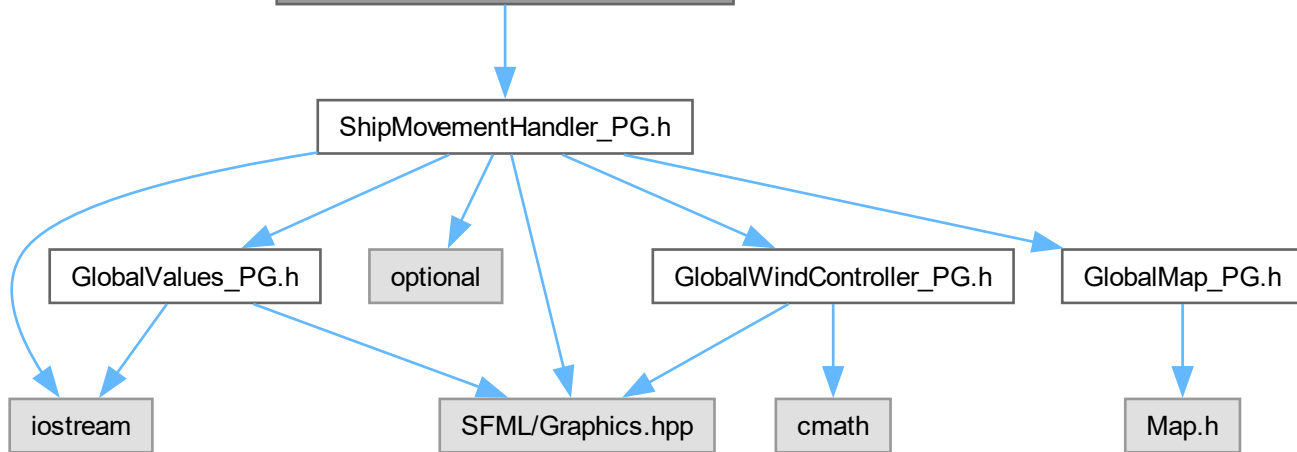 ShipMovementHandler_PG.h
GlobalValues_PG.h
optional
GlobalWindController_PG.h
GlobalMap_PG.h
iostream
SFML/Graphics.hpp
cmath
Map.h